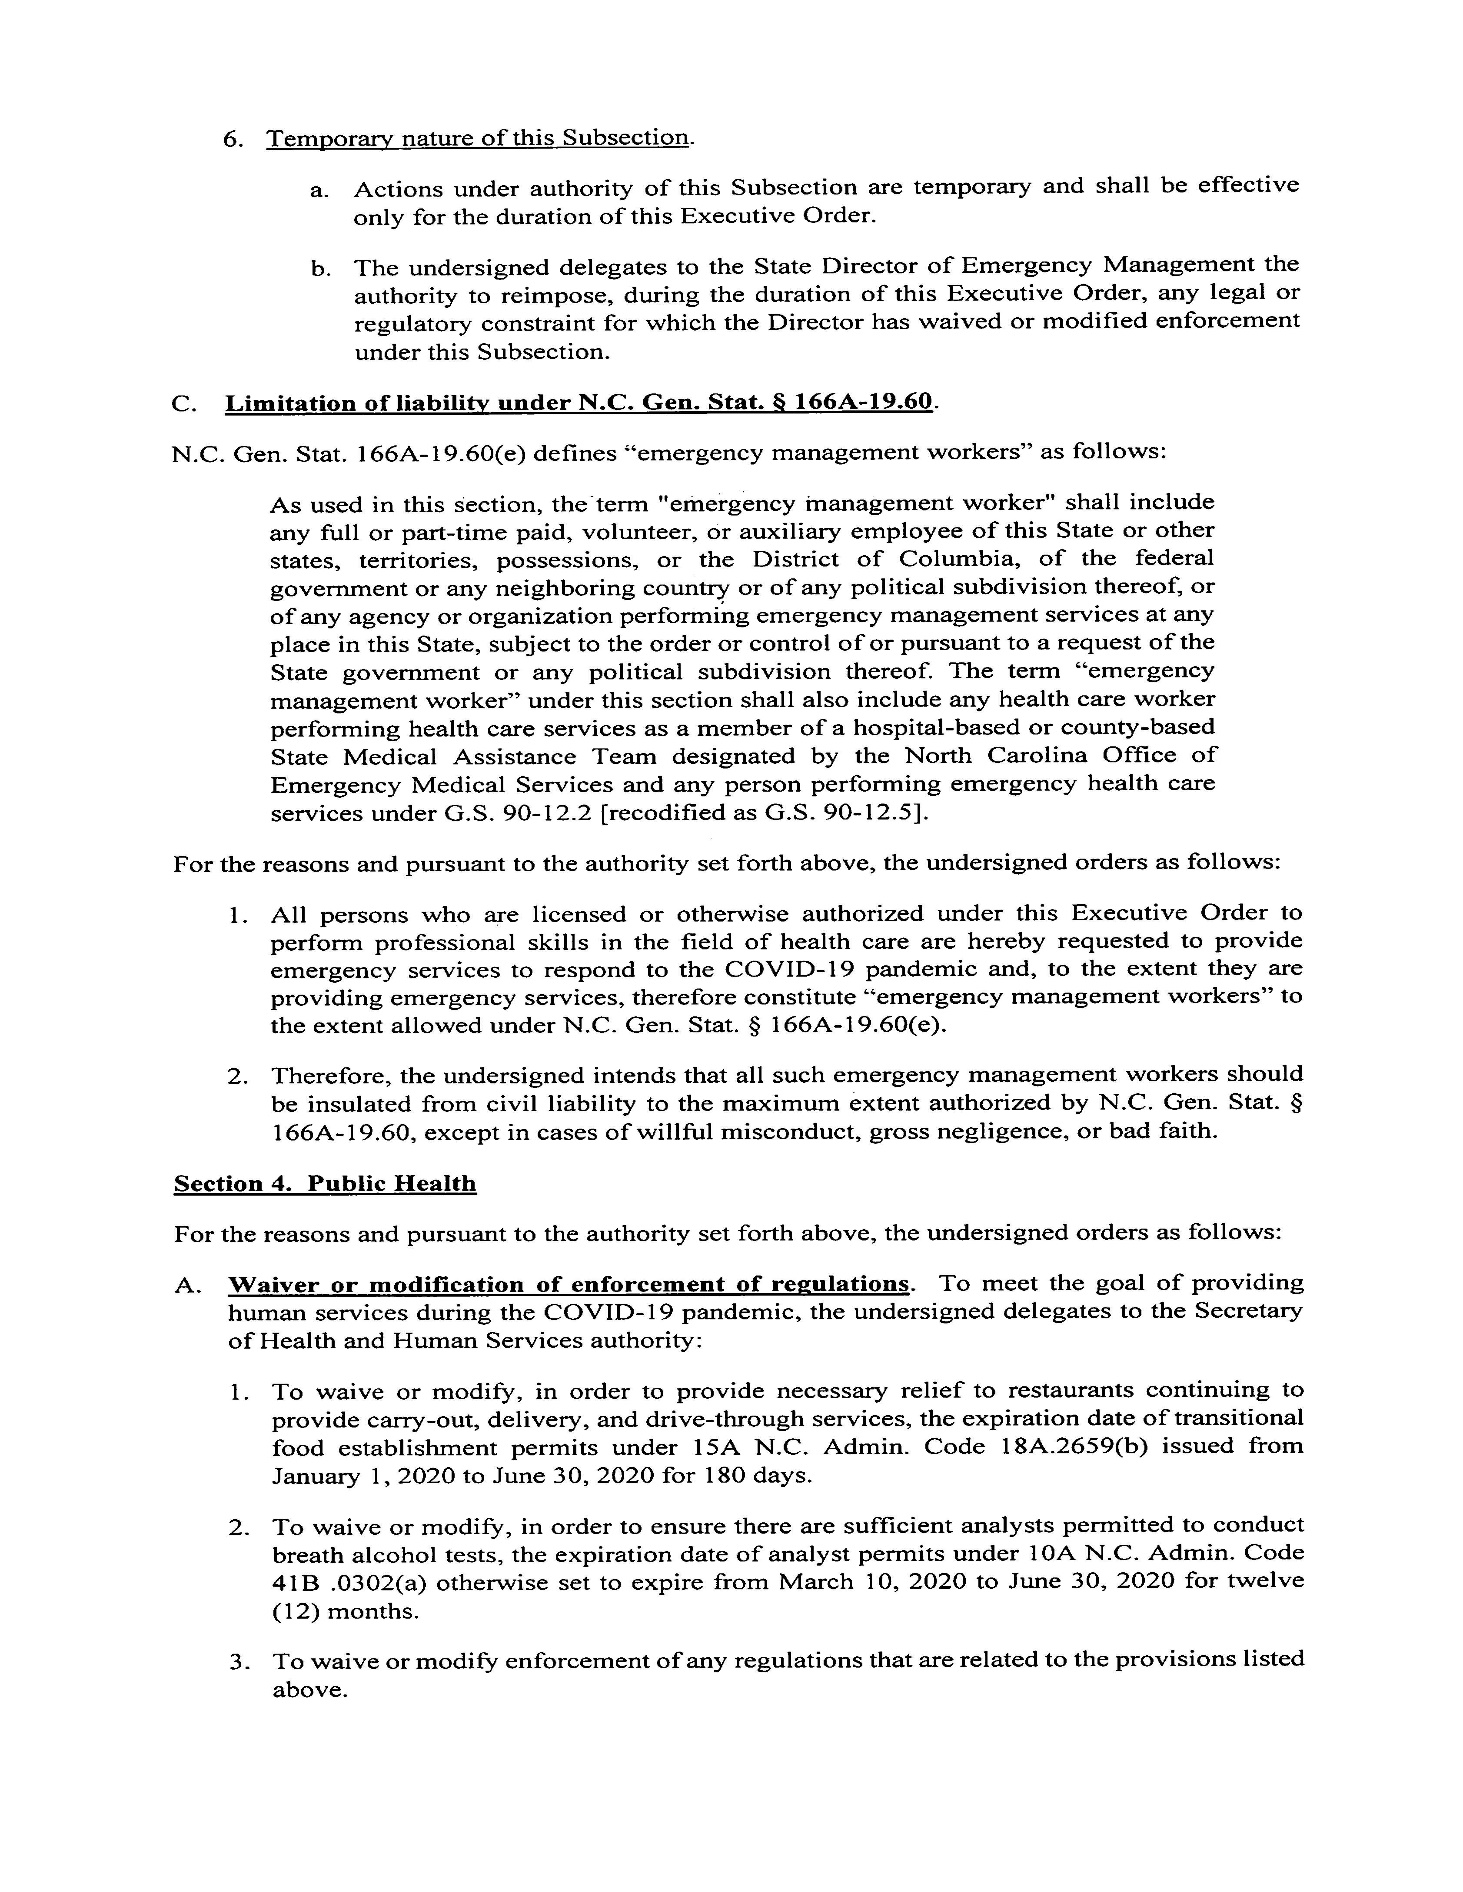 6. Temporary nature of this Subsection.
a. Actions under authority of this Subsection are temporary and shall be effective
only for the duration of this Executive Order.
b. The undersigned delegates to the State Director of Emergency Management the
authority to reimpose, during the duration of this Executive Order, any legal or
regulatory constraint for which the Director has waived or modified enforcement
under this Subsection.
C. Limitation of liability under N.C. Gen. Stat. § 166A-19.60.
N.C. Gen. Stat. 166A-19.60(e) defines “emergency management workers” as follows:
As used in this section, the term "emergency management worker" shall include
any full or part-time paid, volunteer, or auxiliary employee of this State or other
states, territories, possessions, or the District of Columbia, of the federal
government or any neighboring country or of any political subdivision thereof, or
of any agency or organization performing emergency management services at any
place in this State, subject to the order or control of or pursuant to a request of the
State government or any political subdivision thereof. The term “emergency
management worker” under this section shall also include any health care worker
performing health care services as a member of a hospital-based or county-based
State Medical Assistance Team designated by the North Carolina Office of
Emergency Medical Services and any person performing emergency health care
services under G.S. 90-12.2 [recodified as G.S. 90-12.5].
For the reasons and pursuant to the authority set forth above, the undersigned orders as follows:
1. All persons who are licensed or otherwise authorized under this Executive Order to
perform professional skills in the field of health care are hereby requested to provide
emergency services to respond to the COVID-19 pandemic and, to the extent they are
providing emergency services, therefore constitute “emergency management workers” to
the extent allowed under N.C. Gen. Stat. § 166A-19.60(e).
2. Therefore, the undersigned intends that all such emergency management workers should
be insulated from civil liability to the maximum extent authorized by N.C. Gen. Stat. §
166A-19.60, except in cases of willful misconduct, gross negligence, or bad faith.
Section 4. Public Health
For the reasons and pursuant to the authority set forth above, the undersigned orders as follows:
A. Waiver or modification of enforcement of regulations. To meet the goal of providing
human services during the COVID-19 pandemic, the undersigned delegates to the Secretary
of Health and Human Services authority:
1. To waive or modify, in order to provide necessary relief to restaurants continuing to
provide carry-out, delivery, and drive-through services, the expiration date of transitional
food establishment permits under 15A N.C. Admin. Code 18A.2659(b) issued from
January 1, 2020 to June 30, 2020 for 180 days.
2. To waive or modify, in order to ensure there are sufficient analysts permitted to conduct
breath alcohol tests, the expiration date of analyst permits under 10A N.C. Admin. Code
41B .0302(a) otherwise set to expire from March 10, 2020 to June 30, 2020 for twelve
(12) months.
3. To waive or modify enforcement of any regulations that are related to the provisions listed
above.